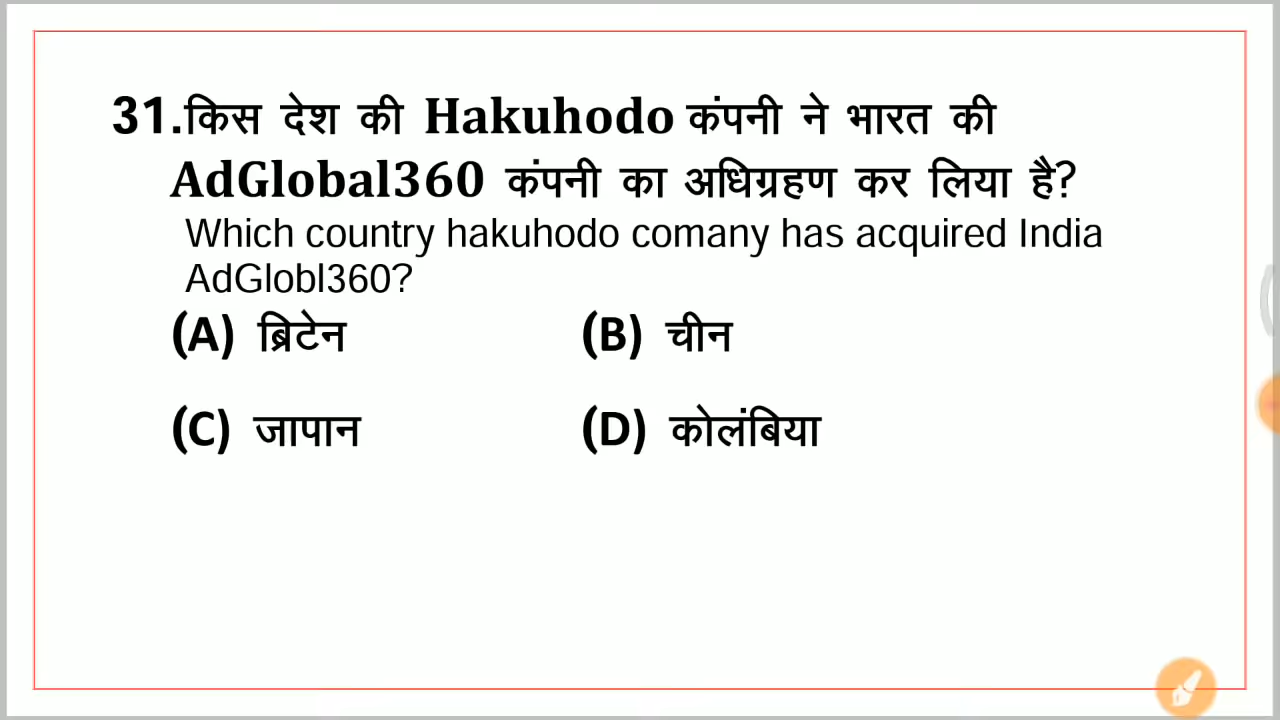 31.किस देश की Hakuhodo कंपनी ने भारत की
AdGlobal360 कंपनी का अधिग्रहण कर लिया है?
Which country hakuhodo comany has acquired India
AdGlobl360?
(A) ब्रिटेन (B) चीन
(C) जापान (D) कोलंबिया